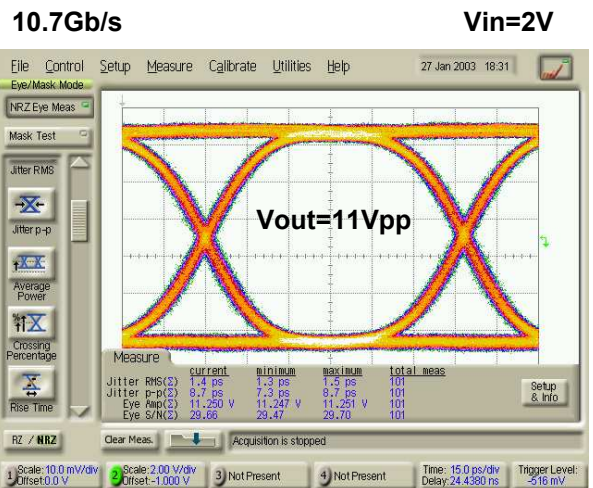 10.7Gb/s Vin=2V
File Control Setup Measure Calibrate Utilities Help 27 Jan 2003 18:31
Eye/Mask Mode
NRZ Eye Meas
Mask Test
Jitter RMS
Jitter p-p
Average
Power
Crossing
Percentage
Rise Time
Vout=11Vpp
Measure
current minimum maximum total meas
Jitter RMS(Σ) 1.4 ps 1.3 ps 1.5 ps 101
Jitter p-p(Σ) 8.7 ps 7.3 ps 8.7 ps 101
Eye Amp(Σ) 11.250 V 11.247 V 11.251 V 101
Eye S/N(Σ) 29.66 29.47 29.70 101
Setup
& Info
RZ / NRZ
Clear Meas.
Acquisition is stopped
1 Scale:10.0 mV/div
Offset:0.0 V
2 Scale:2.00 V/div
Offset:-1.000 V
3 Not Present
4 Not Present
Time: 15.0 ps/div
Delay:24.4380 ns
Trigger Level:
-516 mV